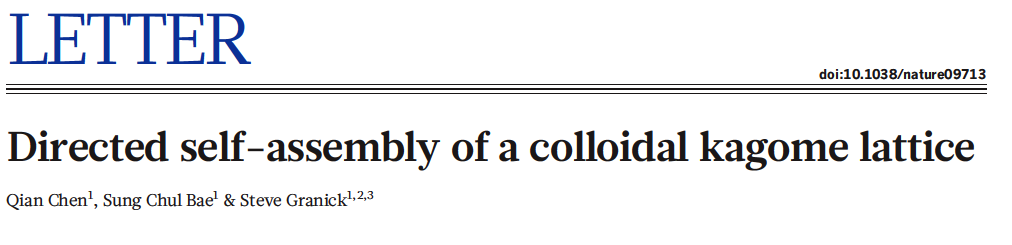 LETTER
doi:10.1038/nature09713
Directed self-assembly of a colloidal kagome lattice
Qian Chen¹, Sung Chul Bae¹ & Steve Granick¹,²,³